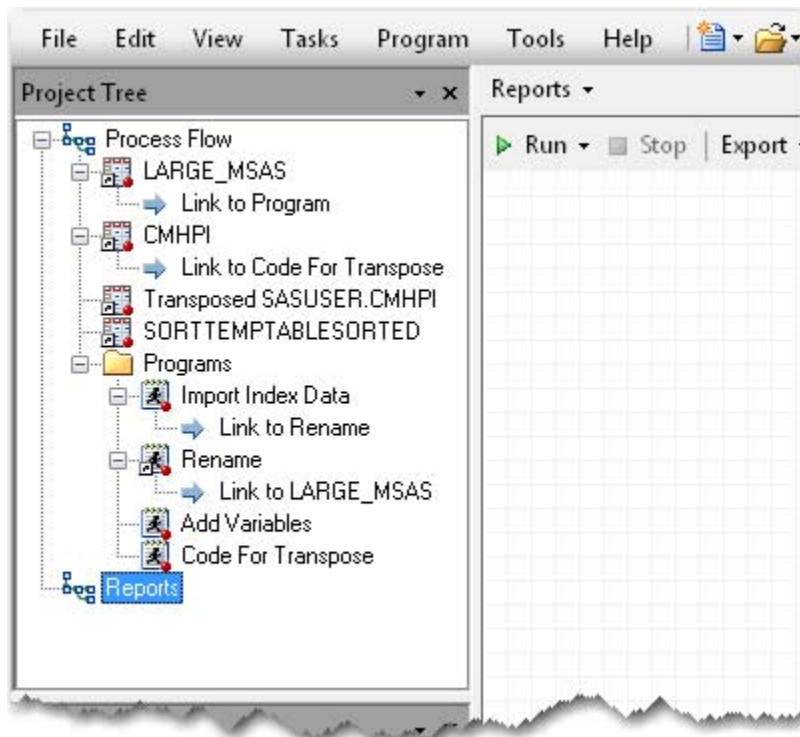 File Edit View Tasks Program Tools Help
Project Tree
Reports
Process Flow
Run Stop Export
LARGE_MSAS
Link to Program
CMHPI
Link to Code For Transpose
Transposed SASUSER.CMHPI
SORTTEMPTABLESORTED
Programs
Import Index Data
Link to Rename
Rename
Link to LARGE_MSAS
Add Variables
Code For Transpose
Reports